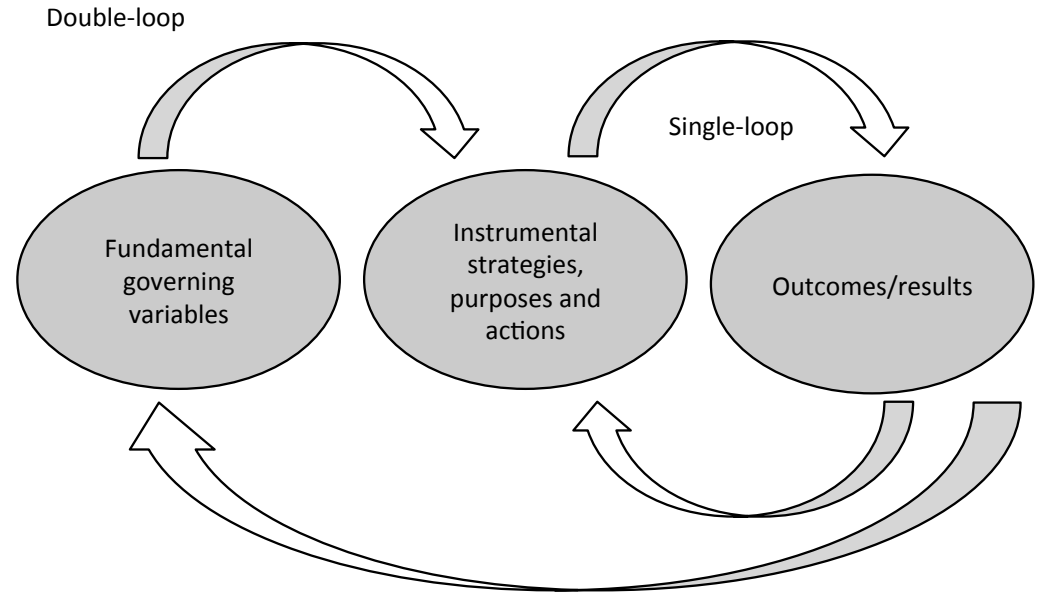 Double-loop
Single-loop
Fundamental
governing
variables
Instrumental
strategies,
purposes and
actions
Outcomes/results